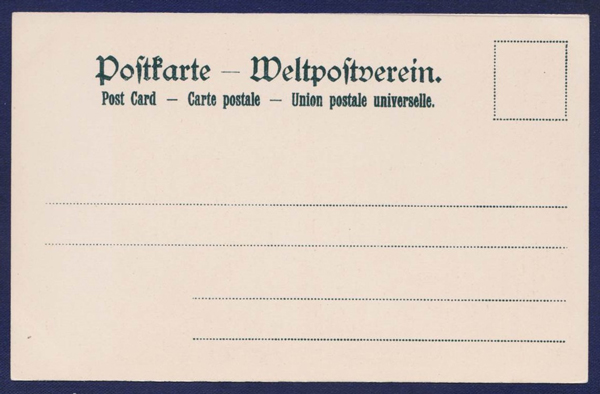 Poſtkarte — Weltpoſtverein.
Post Card — Carte postale — Union postale universelle.